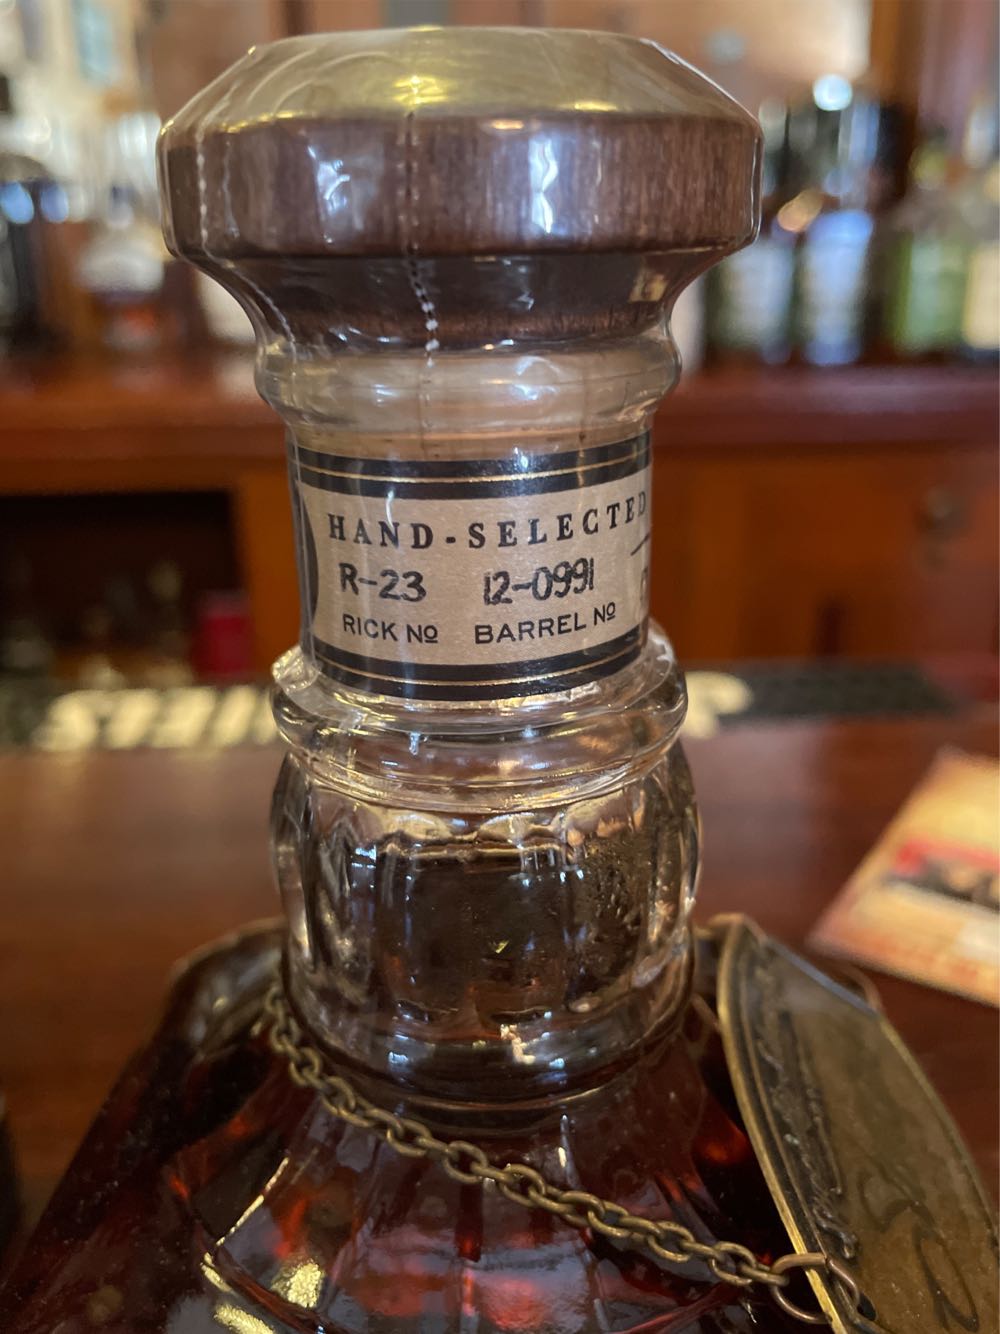 HAND-SELECTED
R-23 12-0991
RICK Nº BARREL Nº